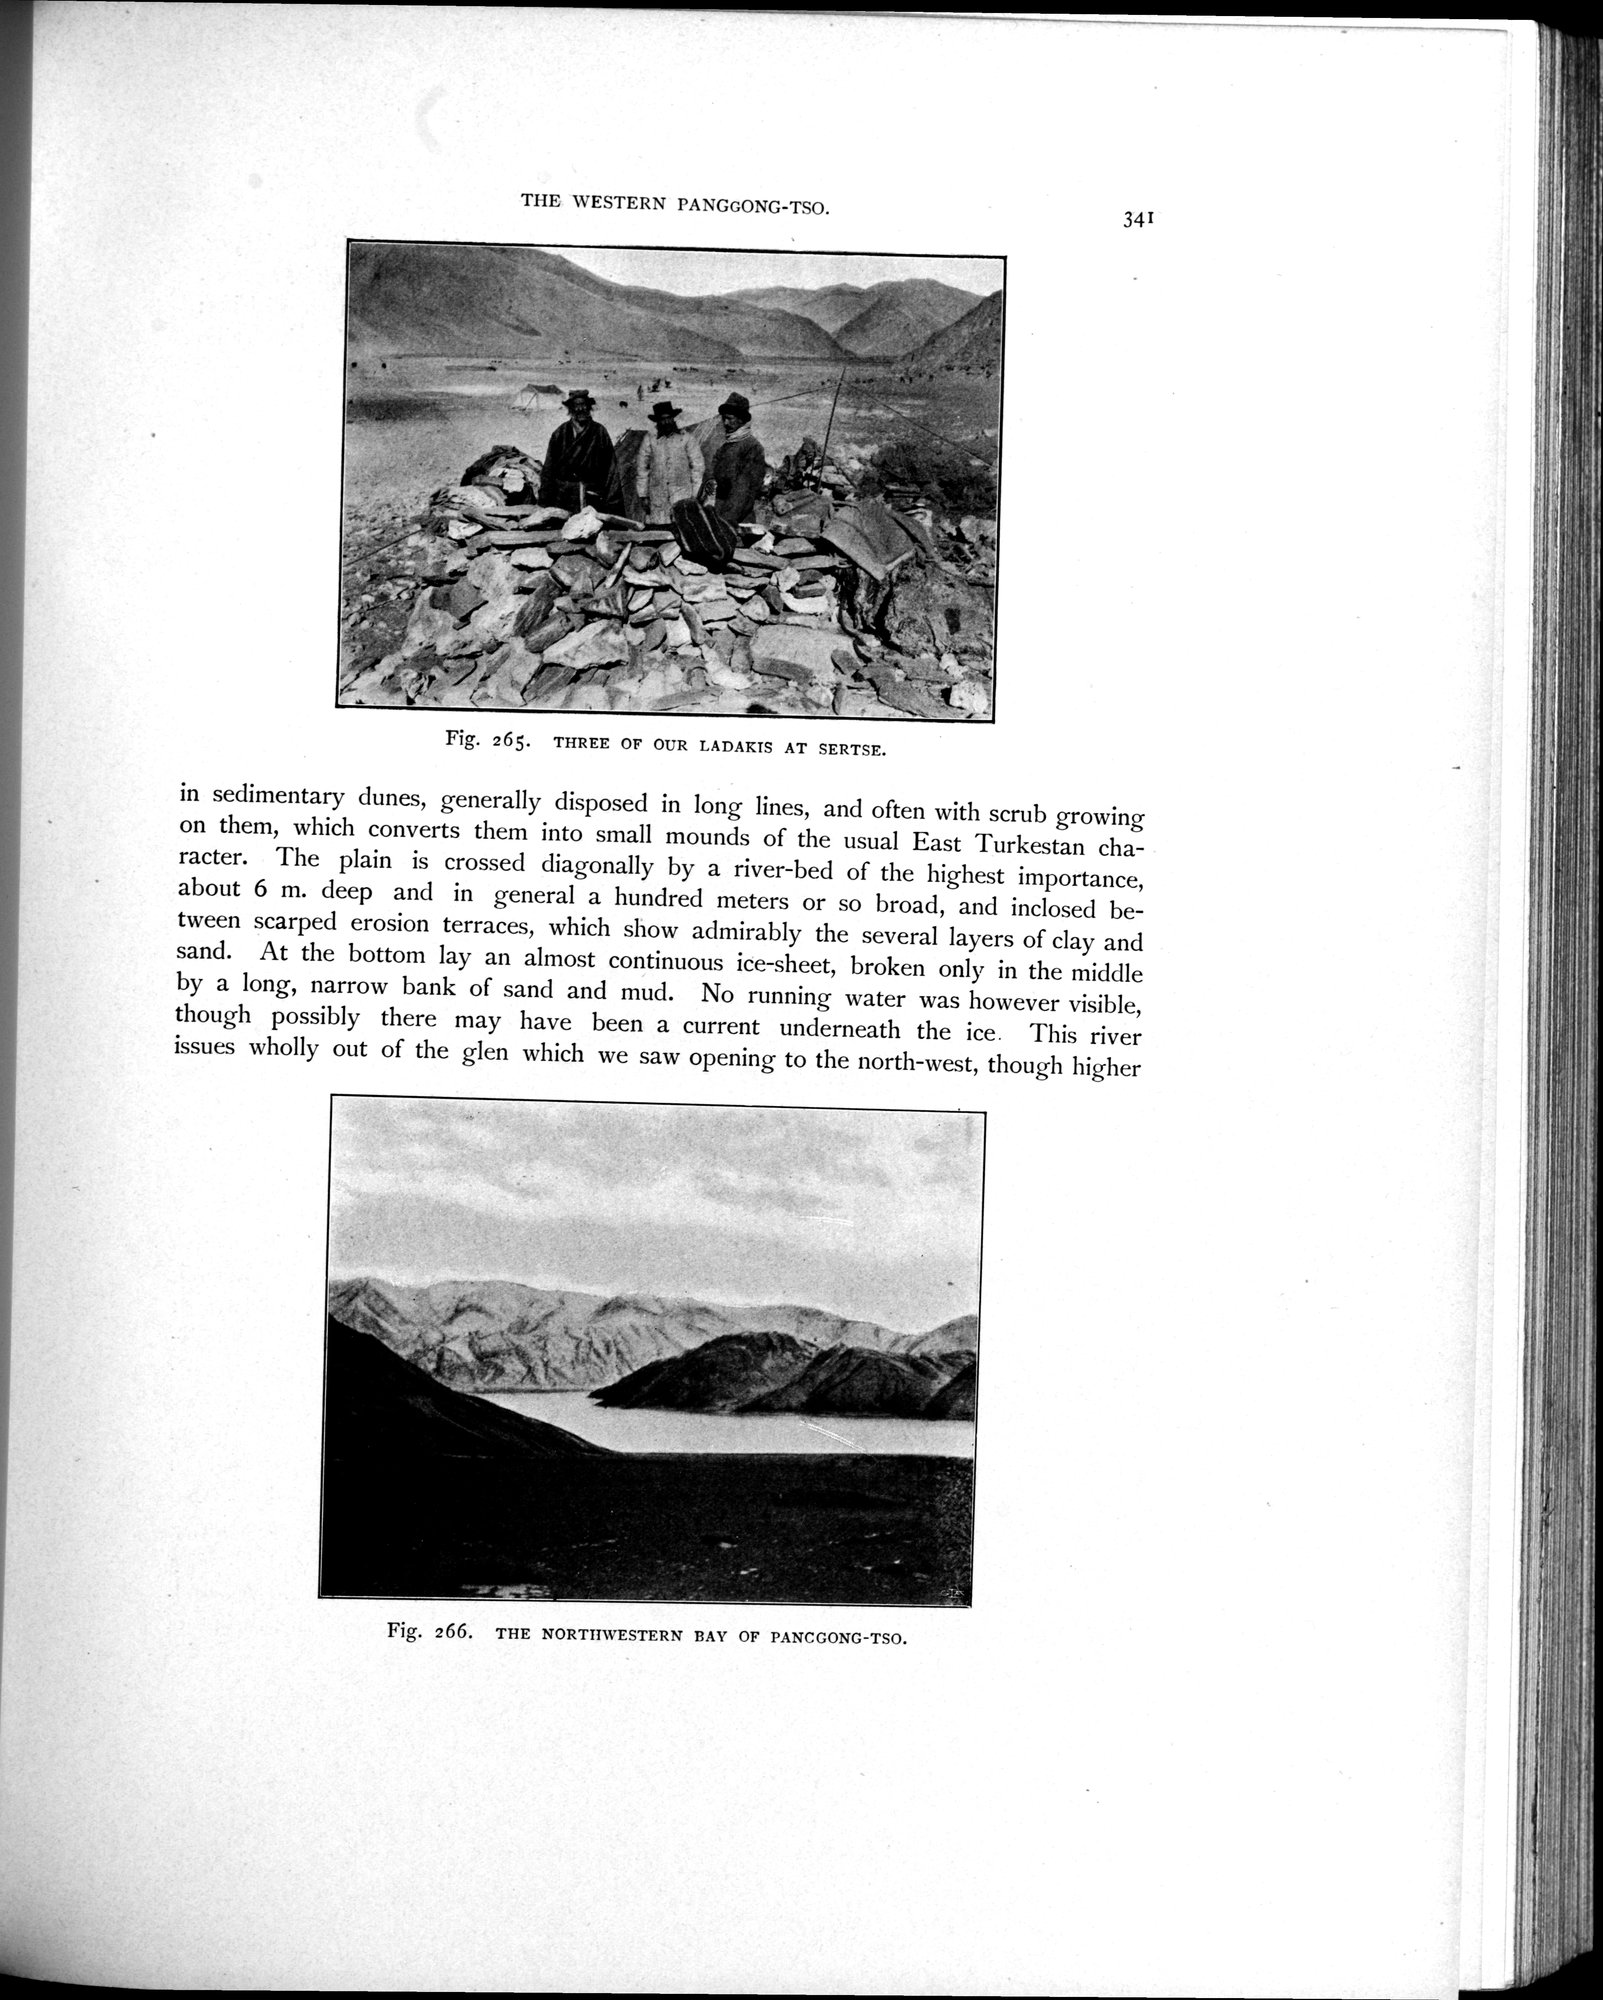 THE WESTERN PANGGONG-TSO.
341
Fig. 265. THREE OF OUR LADAKIS AT SERTSE.
in sedimentary dunes, generally disposed in long lines, and often with scrub growing
on them, which converts them into small mounds of the usual East Turkestan cha-
racter. The plain is crossed diagonally by a river-bed of the highest importance,
about 6 m. deep and in general a hundred meters or so broad, and inclosed be-
tween scarped erosion terraces, which show admirably the several layers of clay and
sand. At the bottom lay an almost continuous ice-sheet, broken only in the middle
by a long, narrow bank of sand and mud. No running water was however visible,
though possibly there may have been a current underneath the ice. This river
issues wholly out of the glen which we saw opening to the north-west, though higher
Fig. 266. THE NORTHWESTERN BAY OF PANCGONG-TSO.